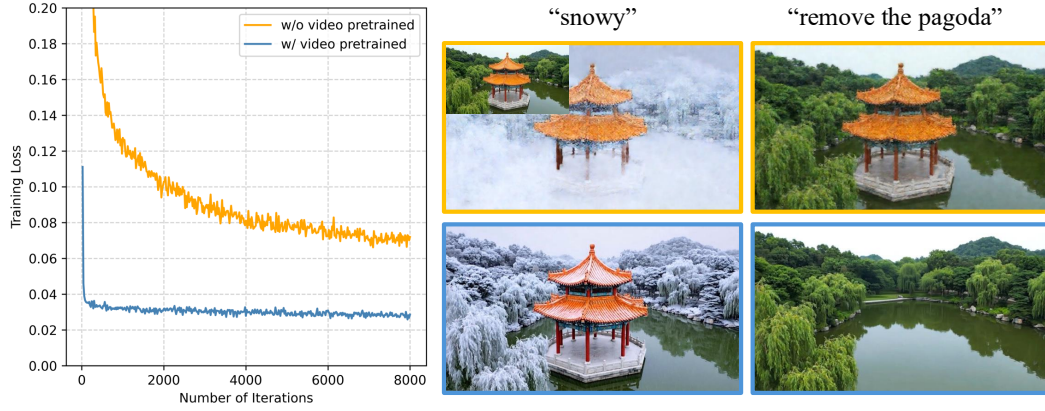 0.20
0.18
0.16
0.14
0.12
0.10
0.08
0.06
0.04
0.02
0.00
Training Loss
0
2000
4000
6000
8000
Number of Iterations
w/o video pretrained
w/ video pretrained
“snowy”
“remove the pagoda”